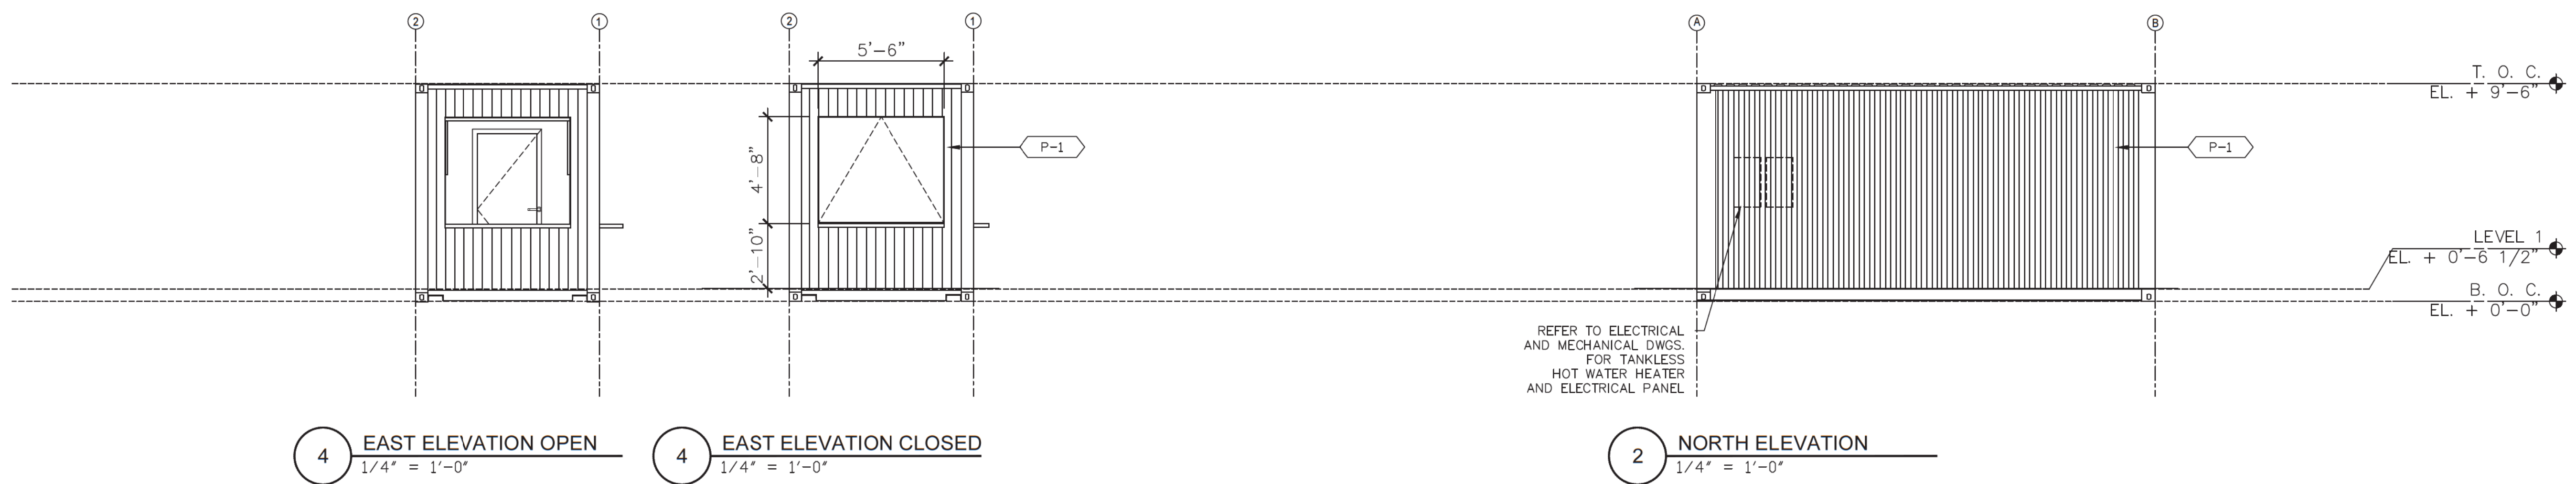 2
1
2
1
A
B
5'-6"
T. O. C.
EL. + 9'-6"
4'-8"
P-1
P-1
2'-10"
LEVEL 1
EL. + 0'-6 1/2"
B. O. C.
EL. + 0'-0"
REFER TO ELECTRICAL
AND MECHANICAL DWGS.
FOR TANKLESS
HOT WATER HEATER
AND ELECTRICAL PANEL
4 EAST ELEVATION OPEN
1/4" = 1'-0"
4 EAST ELEVATION CLOSED
1/4" = 1'-0"
2 NORTH ELEVATION
1/4" = 1'-0"